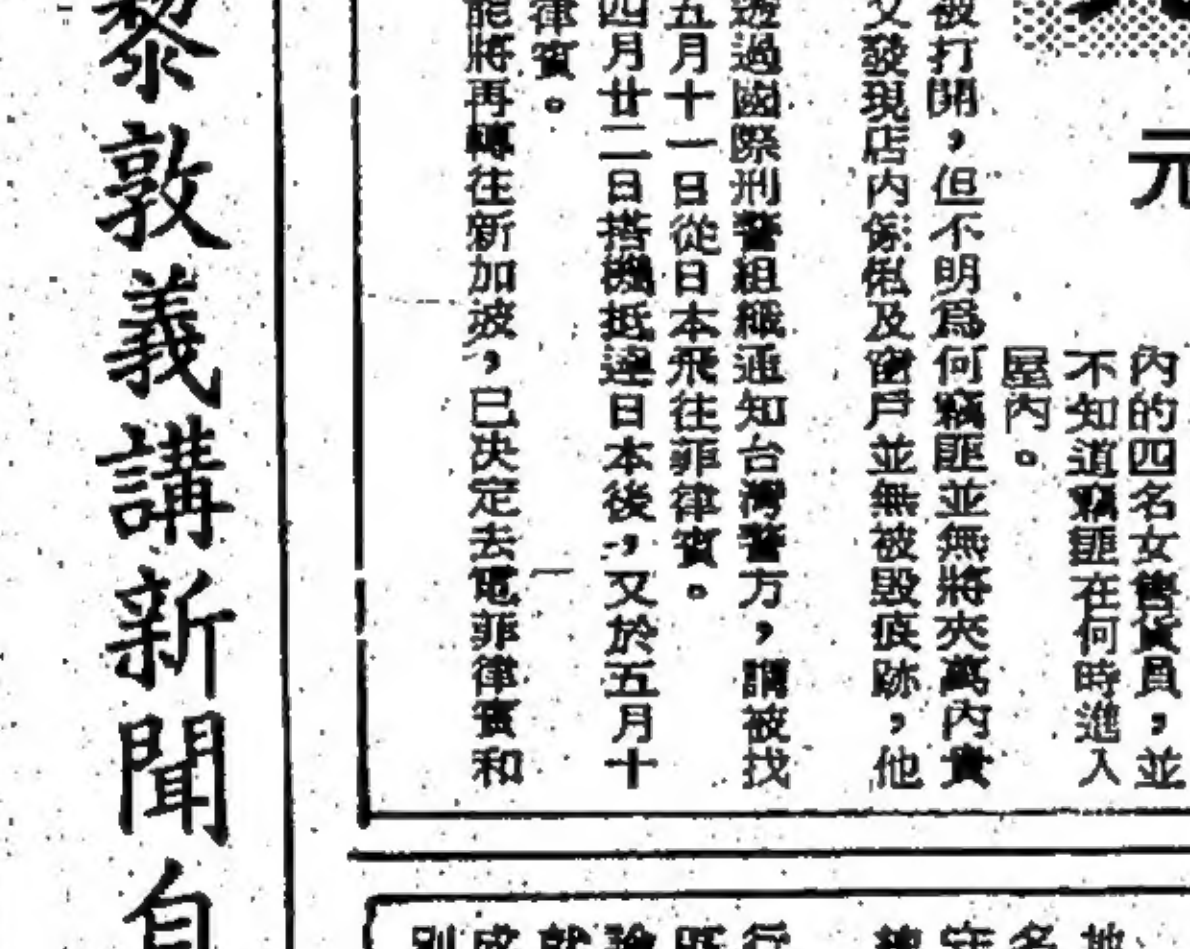 元
內的四名女售貨員，並
不知道竊匪在何時進入
屋內。
被打開，但不明爲何竊匪並無將夾萬內貴
又發現店內傢俬及窗戶並無被毀痕跡，他
透過國際刑警組織通知台灣警方，謂被找
五月十一日從日本飛往菲律賓。
四月廿二日搭機抵達日本後，又於五月十
律賓。
能將再轉往新加坡，已決定去電菲律賓和
黎敦義講新聞自